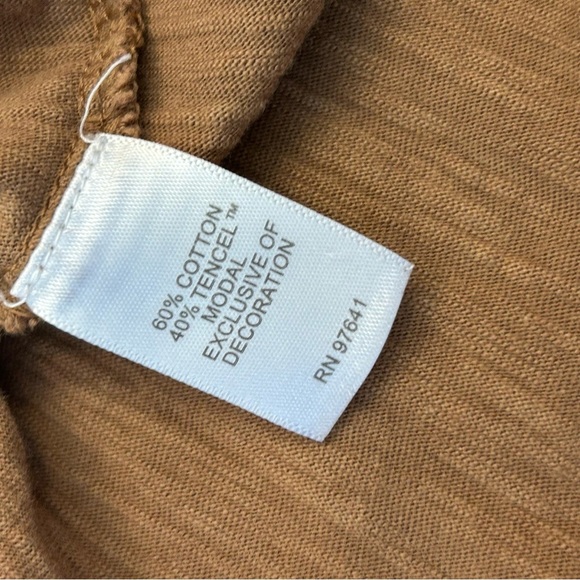 60% COTTON
40% TENCEL™
MODAL
EXCLUSIVE OF
DECORATION
RN 97641